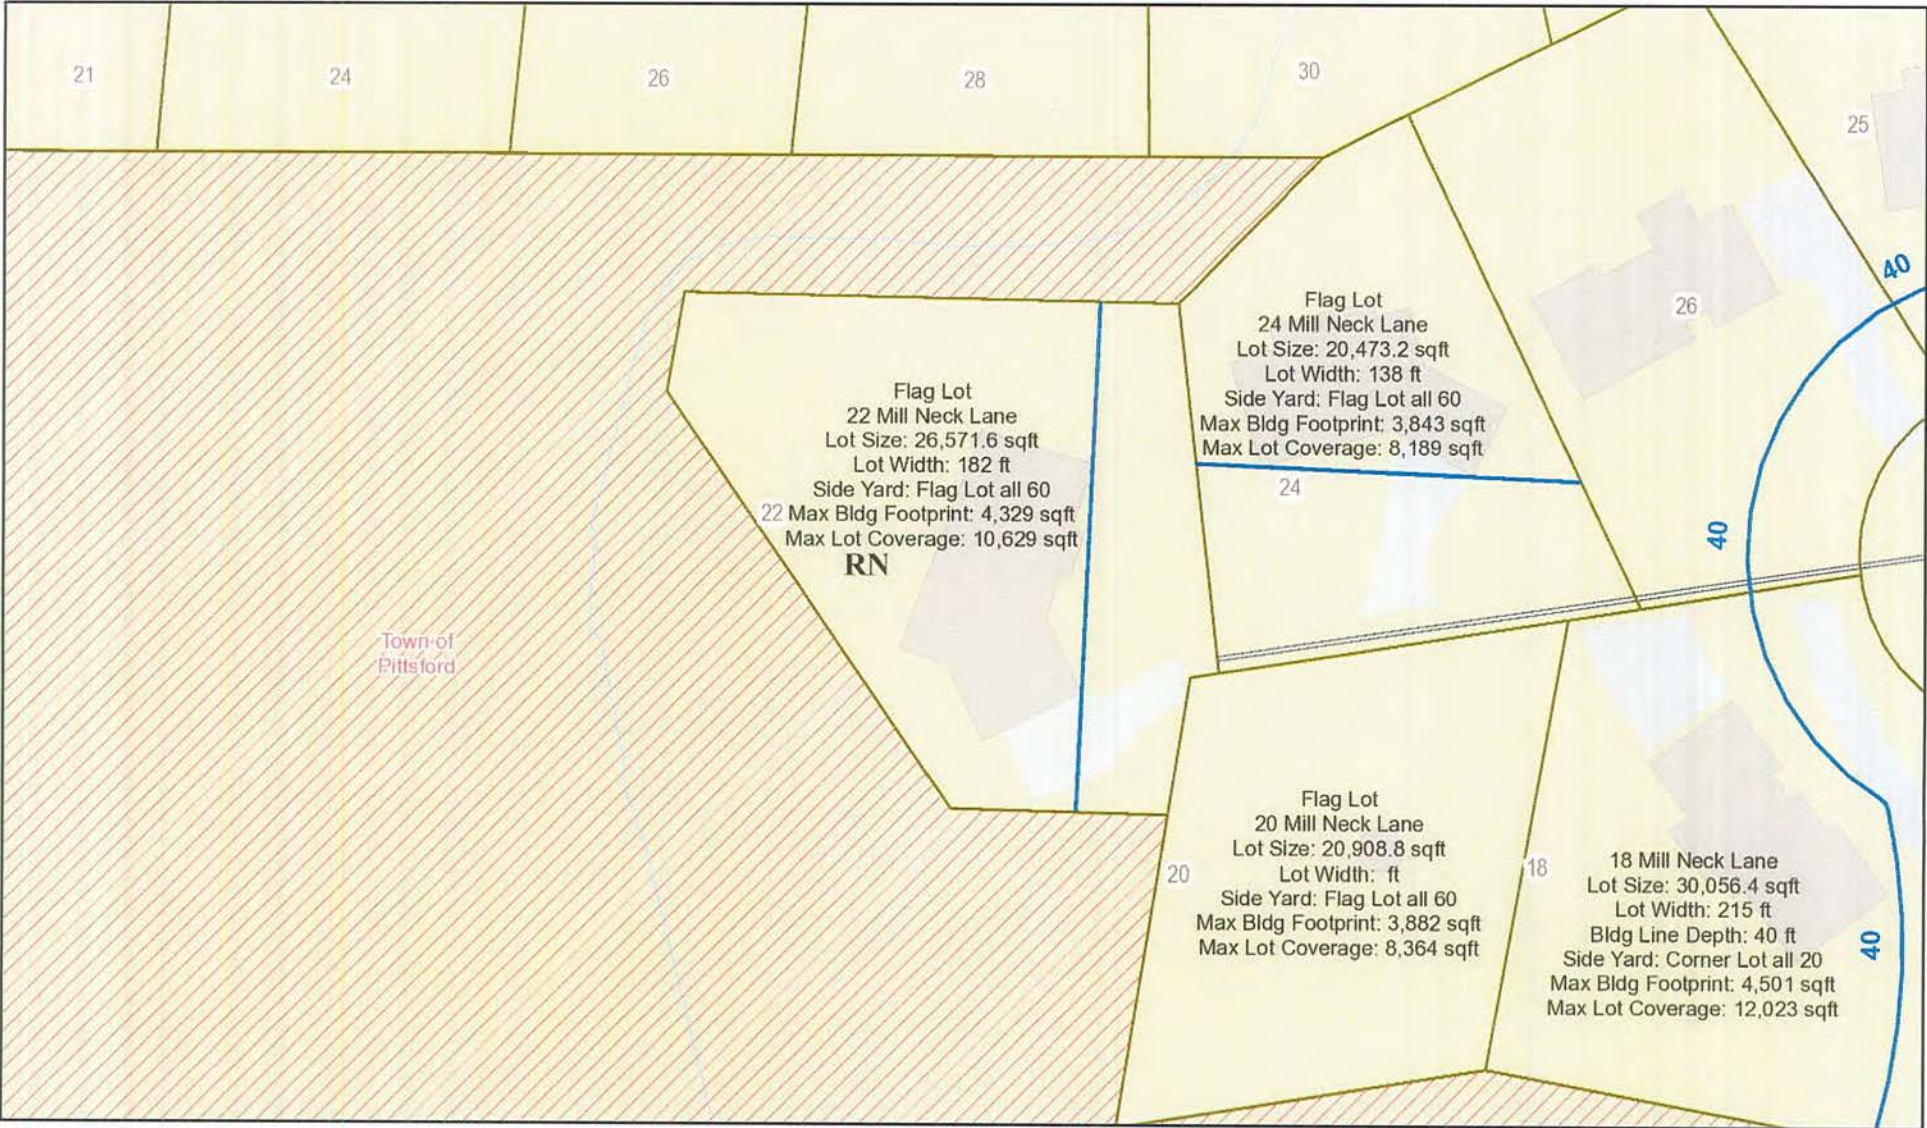 21
24
26
28
30
25
40
26
Flag Lot
24 Mill Neck Lane
Lot Size: 20,473.2 sqft
Lot Width: 138 ft
Side Yard: Flag Lot all 60
Max Bldg Footprint: 3,843 sqft
Max Lot Coverage: 8,189 sqft
24
Flag Lot
22 Mill Neck Lane
Lot Size: 26,571.6 sqft
Lot Width: 182 ft
Side Yard: Flag Lot all 60
22 Max Bldg Footprint: 4,329 sqft
Max Lot Coverage: 10,629 sqft
RN
40
Town of
Pittsford
Flag Lot
20 Mill Neck Lane
Lot Size: 20,908.8 sqft
Lot Width: ft
Side Yard: Flag Lot all 60
Max Bldg Footprint: 3,882 sqft
Max Lot Coverage: 8,364 sqft
20
18
18 Mill Neck Lane
Lot Size: 30,056.4 sqft
Lot Width: 215 ft
Bldg Line Depth: 40 ft
Side Yard: Corner Lot all 20
Max Bldg Footprint: 4,501 sqft
Max Lot Coverage: 12,023 sqft
40